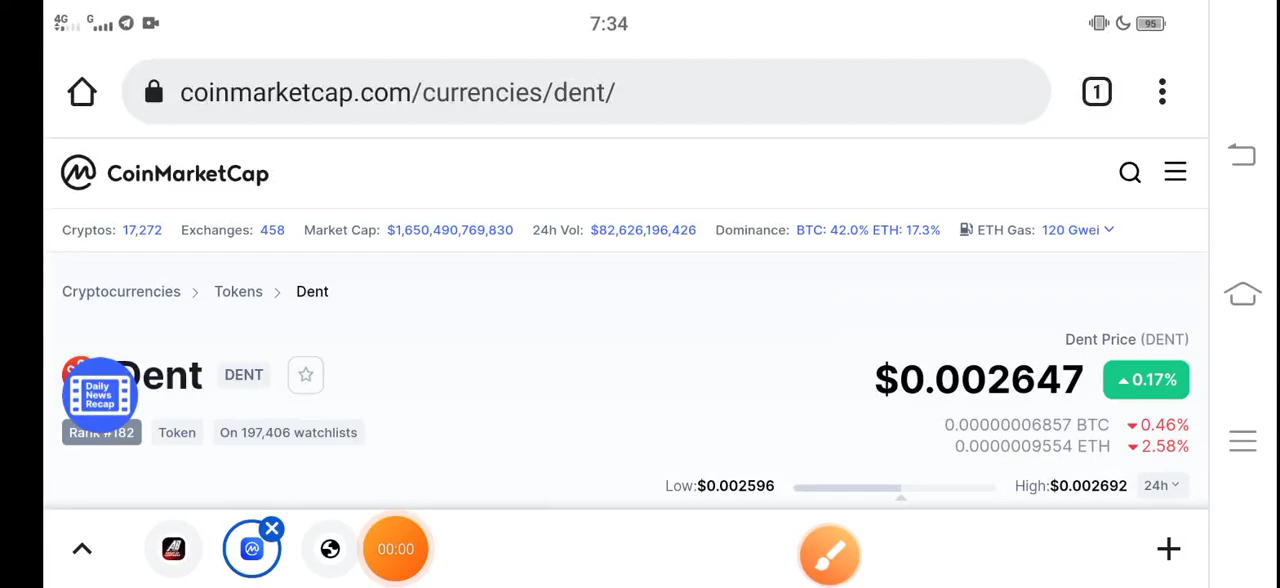 4G G 7:34 95
coinmarketcap.com/currencies/dent/ 1
CoinMarketCap
Cryptos: 17,272 Exchanges: 458 Market Cap: $1,650,490,769,830 24h Vol: $82,626,196,426 Dominance: BTC: 42.0% ETH: 17.3% ETH Gas: 120 Gwei
Cryptocurrencies > Tokens > Dent
Dent Price (DENT)
Dent DENT $0.002647 0.17%
Daily
News
Recap
0.00000006857 BTC 0.46%
Rank #182 Token On 197,406 watchlists
0.0000009554 ETH 2.58%
Low:$0.002596 High:$0.002692 24h
00:00